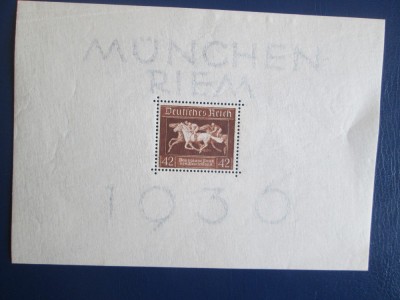 MÜNCHEN
RIEM
Deutsches Reich
42 42
1936